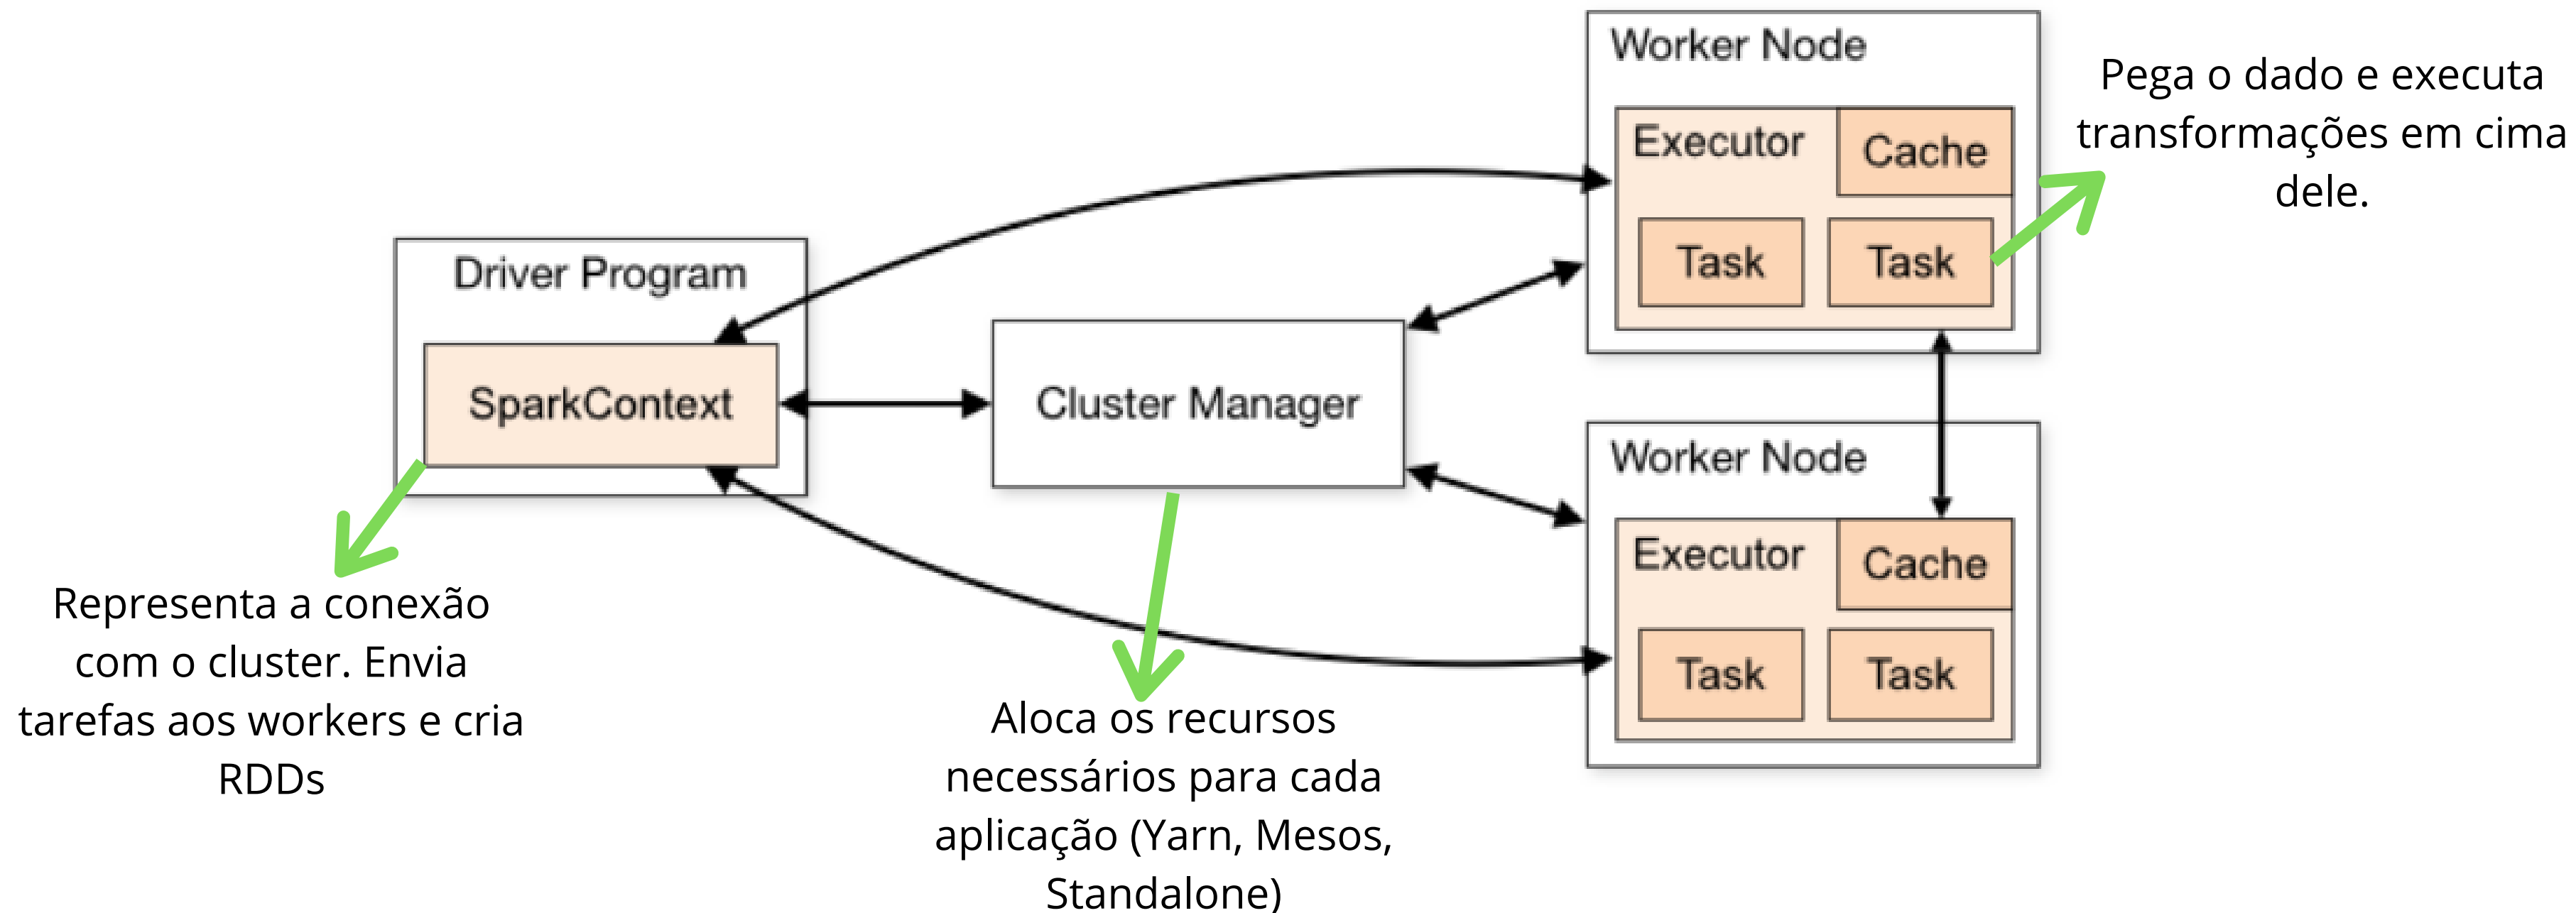 Worker Node
Executor
Cache
Task
Task
Pega o dado e executa
transformações em cima
dele.
Driver Program
SparkContext
Cluster Manager
Worker Node
Executor
Cache
Task
Task
Representa a conexão
com o cluster. Envia
tarefas aos workers e cria
RDDs
Aloca os recursos
necessários para cada
aplicação (Yarn, Mesos,
Standalone)